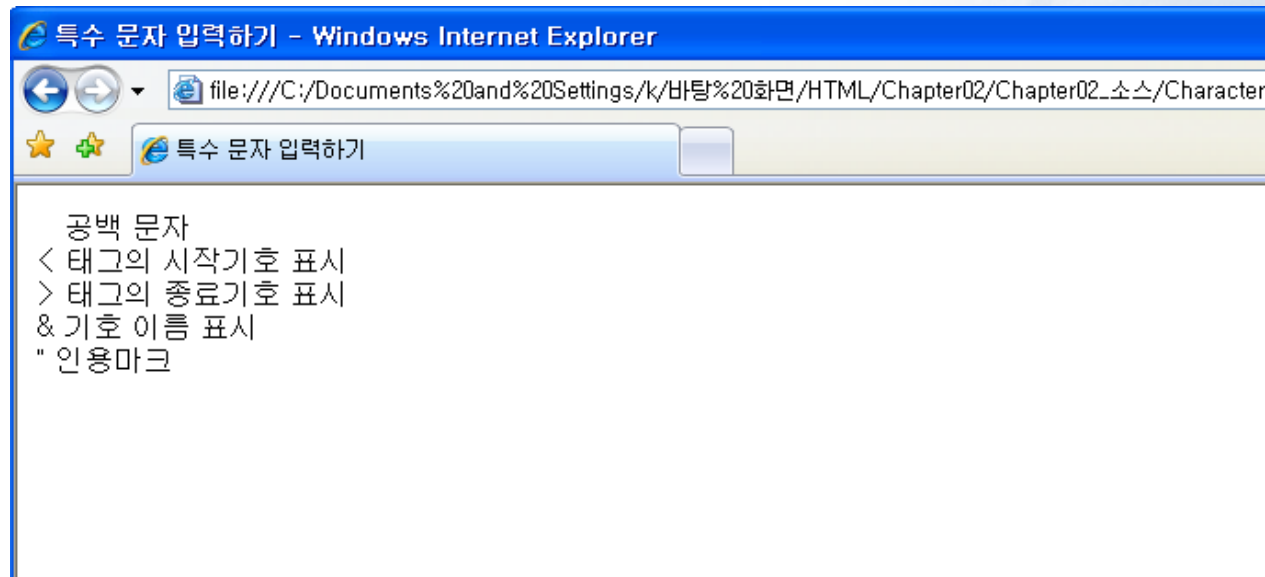 특수 문자 입력하기 - Windows Internet Explorer
file:///C:/Documents%20and%20Settings/k/바탕%20화면/HTML/Chapter02/Chapter02_소스/Character
특수 문자 입력하기
공백 문자
< 태그의 시작기호 표시
> 태그의 종료기호 표시
& 기호 이름 표시
" 인용마크